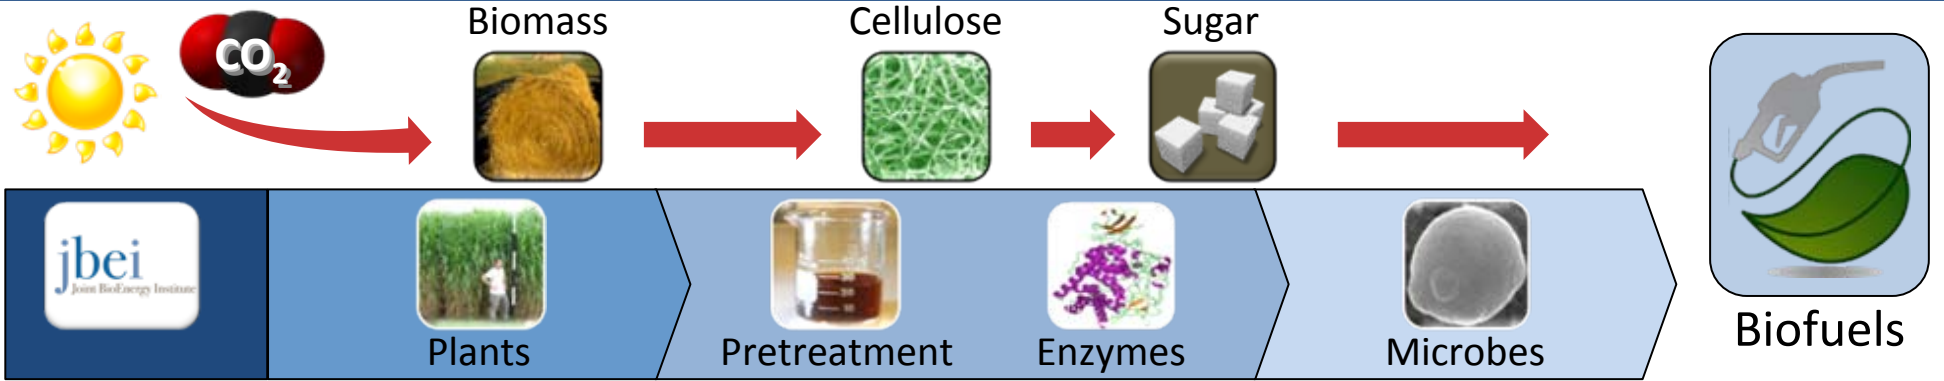 CO2
Biomass
Cellulose
Sugar
jbei
Joint BioEnergy Institute
Plants
Pretreatment
Enzymes
Microbes
Biofuels